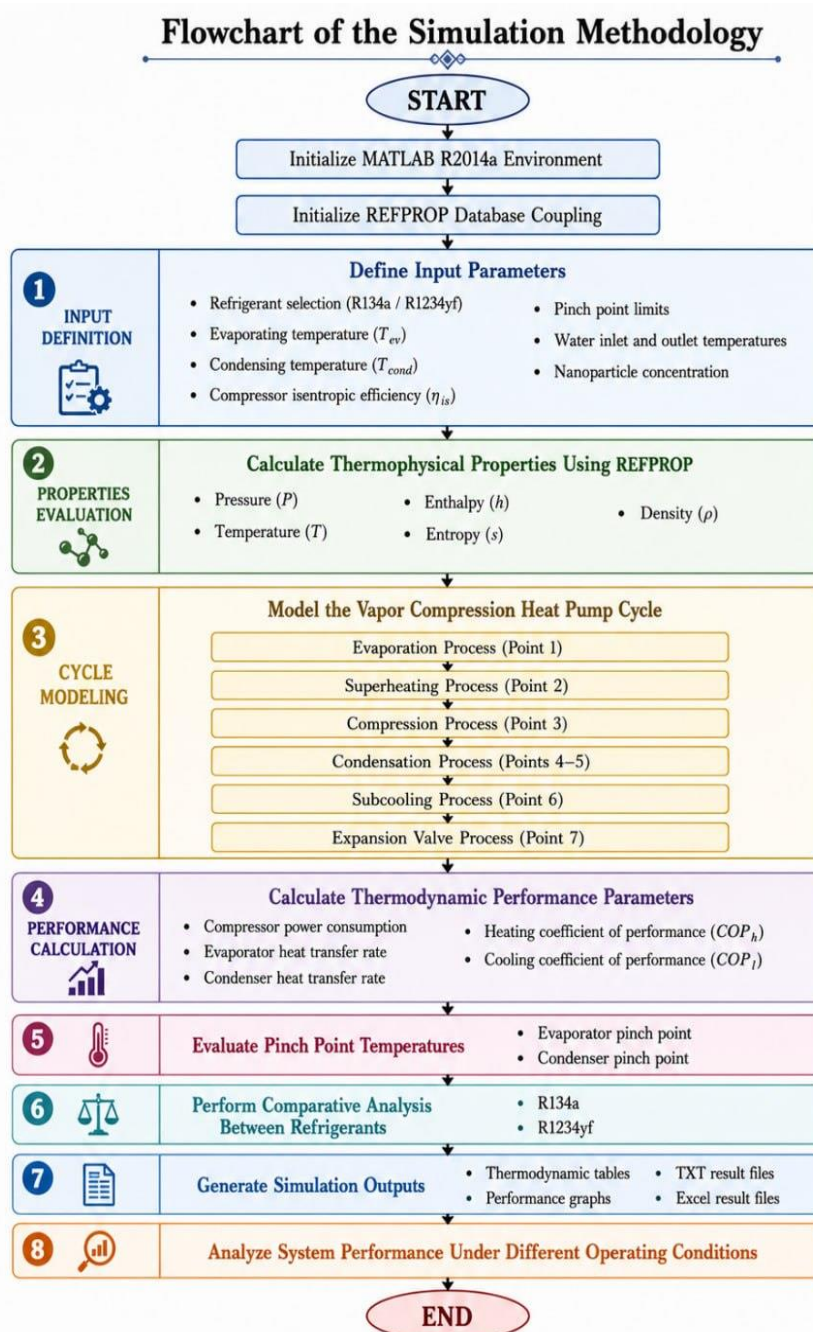 Flowchart of the Simulation Methodology
START
Initialize MATLAB R2014a Environment
Initialize REFPROP Database Coupling
1
INPUT
DEFINITION
Define Input Parameters
• Refrigerant selection (R134a / R1234yf)
• Evaporating temperature (T_ev)
• Condensing temperature (T_cond)
• Compressor isentropic efficiency (η_is)
• Pinch point limits
• Water inlet and outlet temperatures
• Nanoparticle concentration
2
PROPERTIES
EVALUATION
Calculate Thermophysical Properties Using REFPROP
• Pressure (P)
• Temperature (T)
• Enthalpy (h)
• Entropy (s)
• Density (ρ)
3
CYCLE
MODELING
Model the Vapor Compression Heat Pump Cycle
Evaporation Process (Point 1)
Superheating Process (Point 2)
Compression Process (Point 3)
Condensation Process (Points 4–5)
Subcooling Process (Point 6)
Expansion Valve Process (Point 7)
4
PERFORMANCE
CALCULATION
Calculate Thermodynamic Performance Parameters
• Compressor power consumption
• Evaporator heat transfer rate
• Condenser heat transfer rate
• Heating coefficient of performance (COP_h)
• Cooling coefficient of performance (COP_l)
5
Evaluate Pinch Point Temperatures
• Evaporator pinch point
• Condenser pinch point
6
Perform Comparative Analysis
Between Refrigerants
• R134a
• R1234yf
7
Generate Simulation Outputs
• Thermodynamic tables
• Performance graphs
• TXT result files
• Excel result files
8
Analyze System Performance Under Different Operating Conditions
END